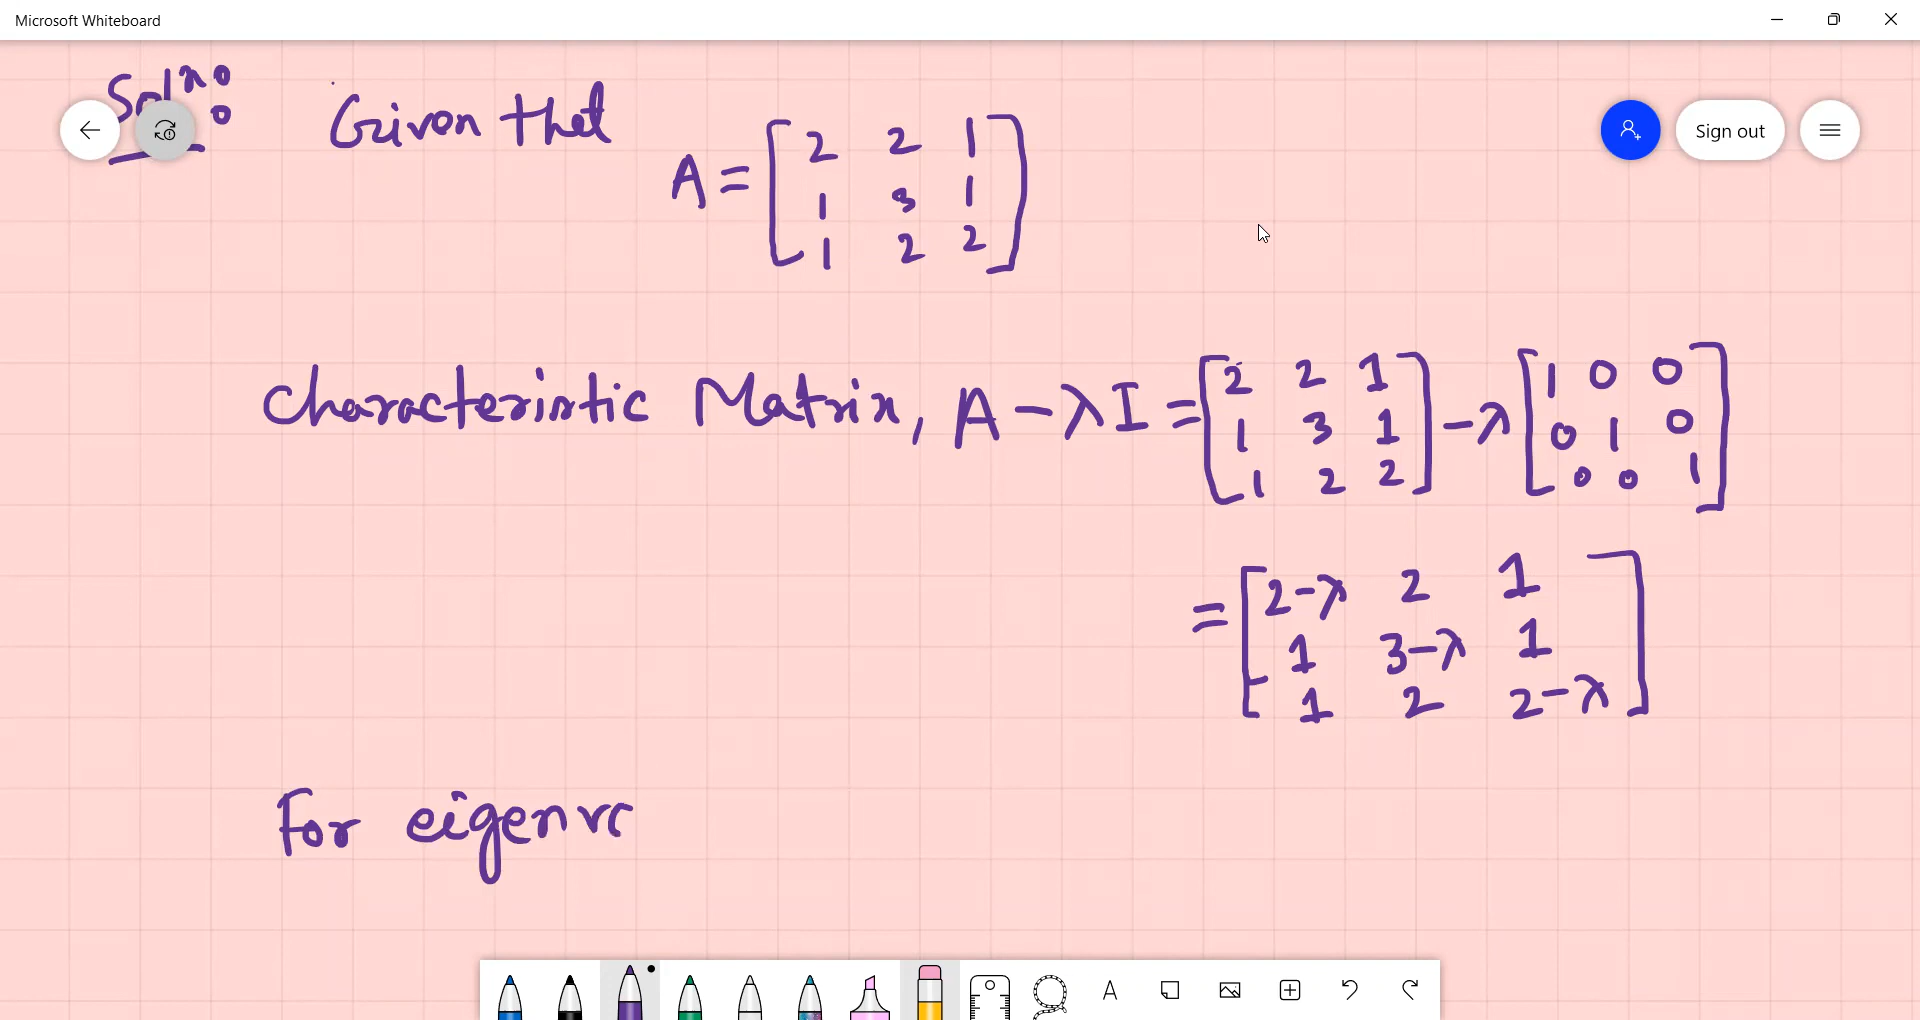 Microsoft Whiteboard
Soln:
Given that
A = [ 2 2 1
1 3 1
1 2 2 ]
Sign out
Characteristic Matrix, A - λ I = [ 2 2 1
1 3 1
1 2 2 ] - λ [ 1 0 0
0 1 0
0 0 1 ]
= [ 2-λ 2 1
1 3-λ 1
1 2 2-λ ]
For eigenv
A